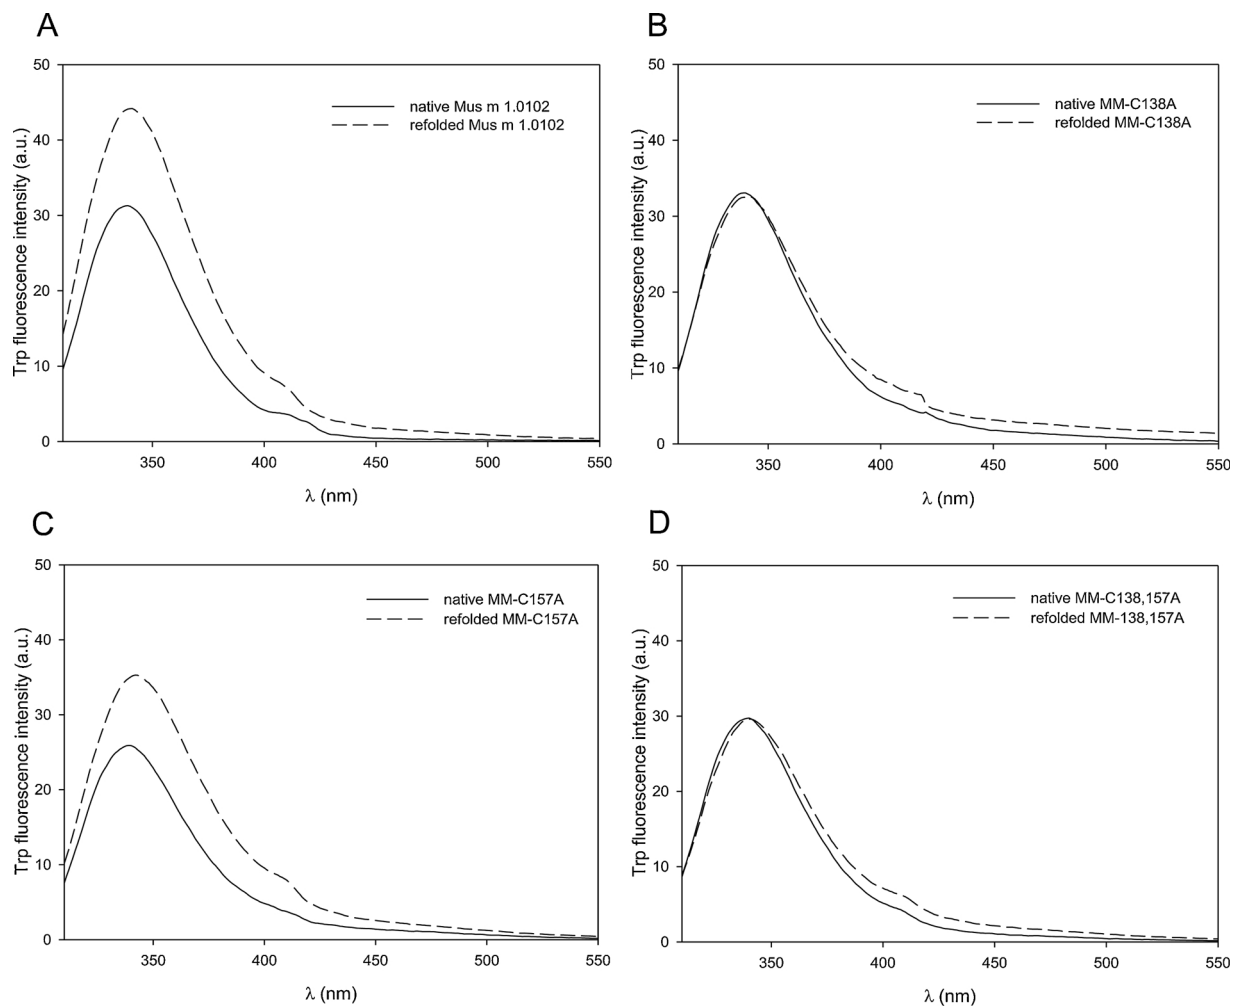 A
Trp fluorescence intensity (a.u.)
50
40
30
20
10
0
native Mus m 1.0102
refolded Mus m 1.0102
350
400
450
500
550
λ (nm)
B
Trp fluorescence intensity (a.u.)
50
40
30
20
10
0
native MM-C138A
refolded MM-C138A
350
400
450
500
550
λ (nm)
C
Trp fluorescence intensity (a.u.)
50
40
30
20
10
0
native MM-C157A
refolded MM-C157A
350
400
450
500
550
λ (nm)
D
Trp fluorescence intensity (a.u.)
50
40
30
20
10
0
native MM-C138,157A
refolded MM-138,157A
350
400
450
500
550
λ (nm)